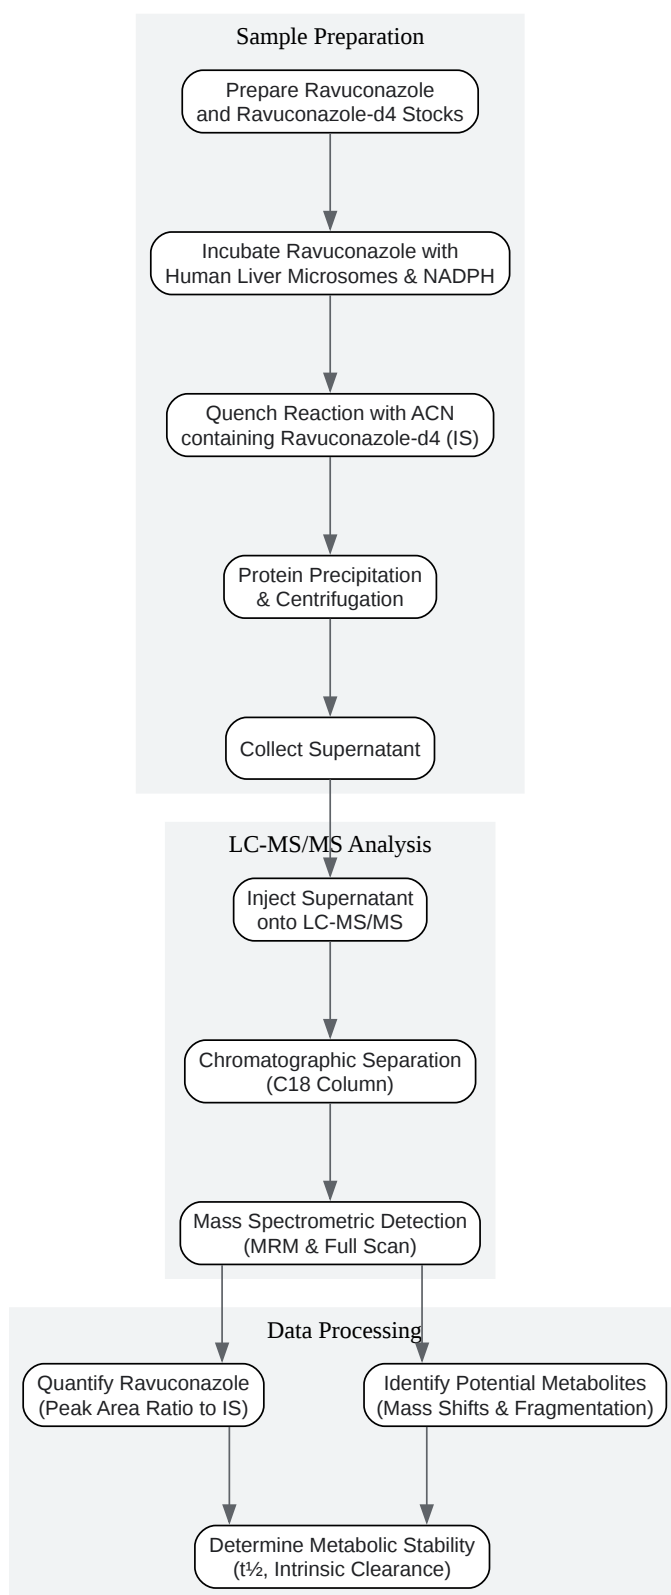 Sample Preparation
Prepare Ravuconazole
and Ravuconazole-d4 Stocks
Incubate Ravuconazole with
Human Liver Microsomes & NADPH
Quench Reaction with ACN
containing Ravuconazole-d4 (IS)
Protein Precipitation
& Centrifugation
Collect Supernatant
LC-MS/MS Analysis
Inject Supernatant
onto LC-MS/MS
Chromatographic Separation
(C18 Column)
Mass Spectrometric Detection
(MRM & Full Scan)
Data Processing
Quantify Ravuconazole
(Peak Area Ratio to IS)
Identify Potential Metabolites
(Mass Shifts & Fragmentation)
Determine Metabolic Stability
(t½, Intrinsic Clearance)